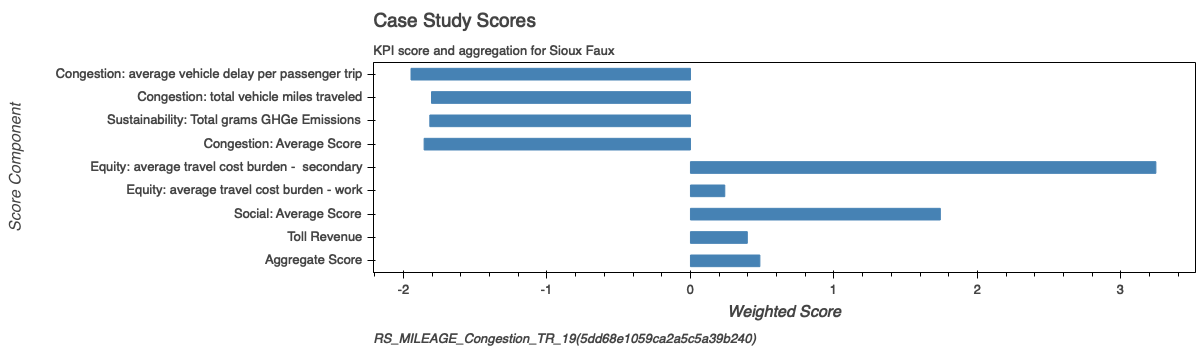 Case Study Scores
KPI score and aggregation for Sioux Faux
Score Component
Congestion: average vehicle delay per passenger trip
Congestion: total vehicle miles traveled
Sustainability: Total grams GHGe Emissions
Congestion: Average Score
Equity: average travel cost burden -  secondary
Equity: average travel cost burden - work
Social: Average Score
Toll Revenue
Aggregate Score
-2 -1 0 1 2 3
Weighted Score
RS_MILEAGE_Congestion_TR_19(5dd68e1059ca2a5c5a39b240)